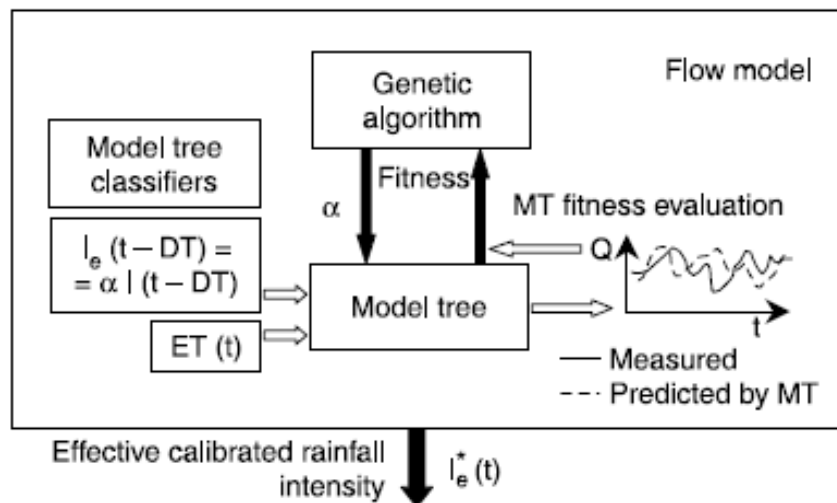 Flow model
Genetic
algorithm
Model tree
classifiers
α
Fitness
MT fitness evaluation
I_e (t – DT) =
= α I (t – DT)
ET (t)
Model tree
Q
t
Measured
Predicted by MT
Effective calibrated rainfall
intensity
I*_e (t)